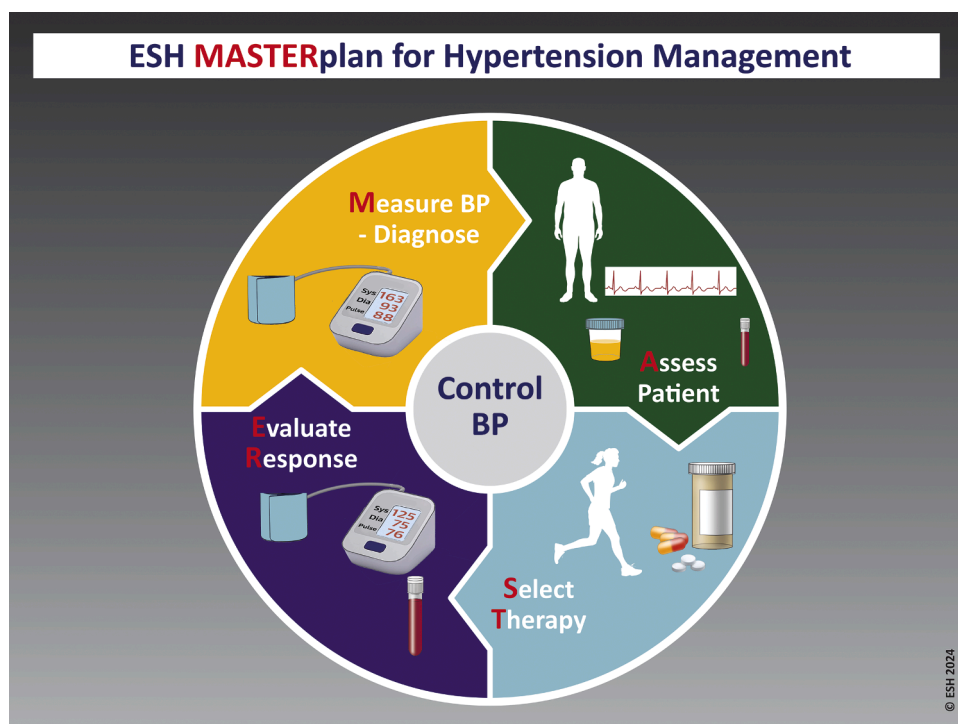 ESH MASTERplan for Hypertension Management
Measure BP
- Diagnose
Sys 163
Dia 93
Pulse 88
Assess
Patient
Control
BP
Evaluate
Response
Sys 125
Dia 75
Pulse 76
Select
Therapy
© ESH 2024